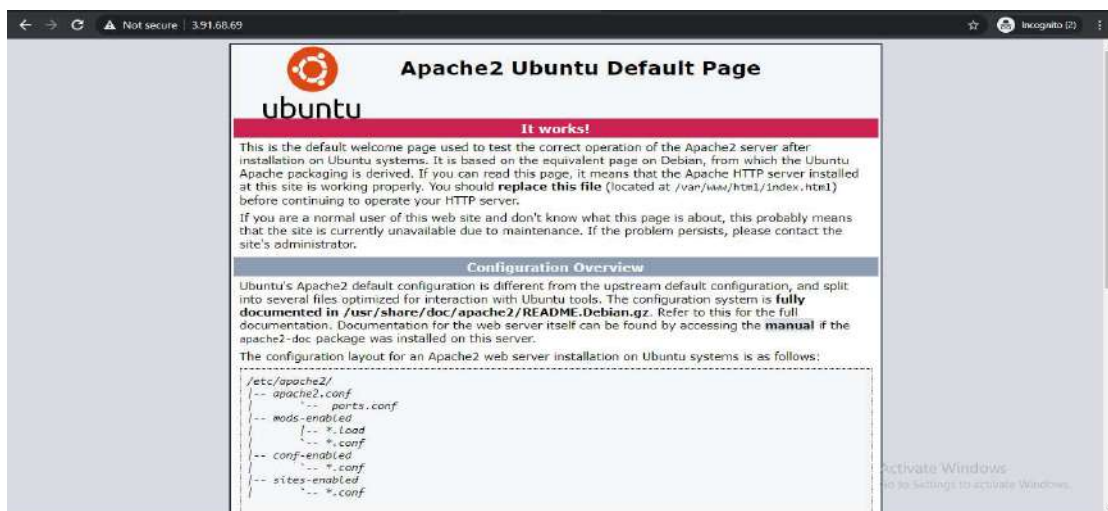 Not secure | 3.91.68.69
Incognito (2)
Apache2 Ubuntu Default Page
ubuntu
It works!
This is the default welcome page used to test the correct operation of the Apache2 server after
installation on Ubuntu systems. It is based on the equivalent page on Debian, from which the Ubuntu
Apache packaging is derived. If you can read this page, it means that the Apache HTTP server installed
at this site is working properly. You should replace this file (located at /var/www/html/index.html)
before continuing to operate your HTTP server.
If you are a normal user of this web site and don't know what this page is about, this probably means
that the site is currently unavailable due to maintenance. If the problem persists, please contact the
site's administrator.
Configuration Overview
Ubuntu's Apache2 default configuration is different from the upstream default configuration, and split
into several files optimized for interaction with Ubuntu tools. The configuration system is fully
documented in /usr/share/doc/apache2/README.Debian.gz. Refer to this for the full
documentation. Documentation for the web server itself can be found by accessing the manual if the
apache2-doc package was installed on this server.
The configuration layout for an Apache2 web server installation on Ubuntu systems is as follows:
/etc/apache2/
|-- apache2.conf
|       `--  ports.conf
|-- mods-enabled
|       |-- *.load
|       `-- *.conf
|-- conf-enabled
|       `-- *.conf
|-- sites-enabled
|       `-- *.conf
Activate Windows
Go to Settings to activate Windows.